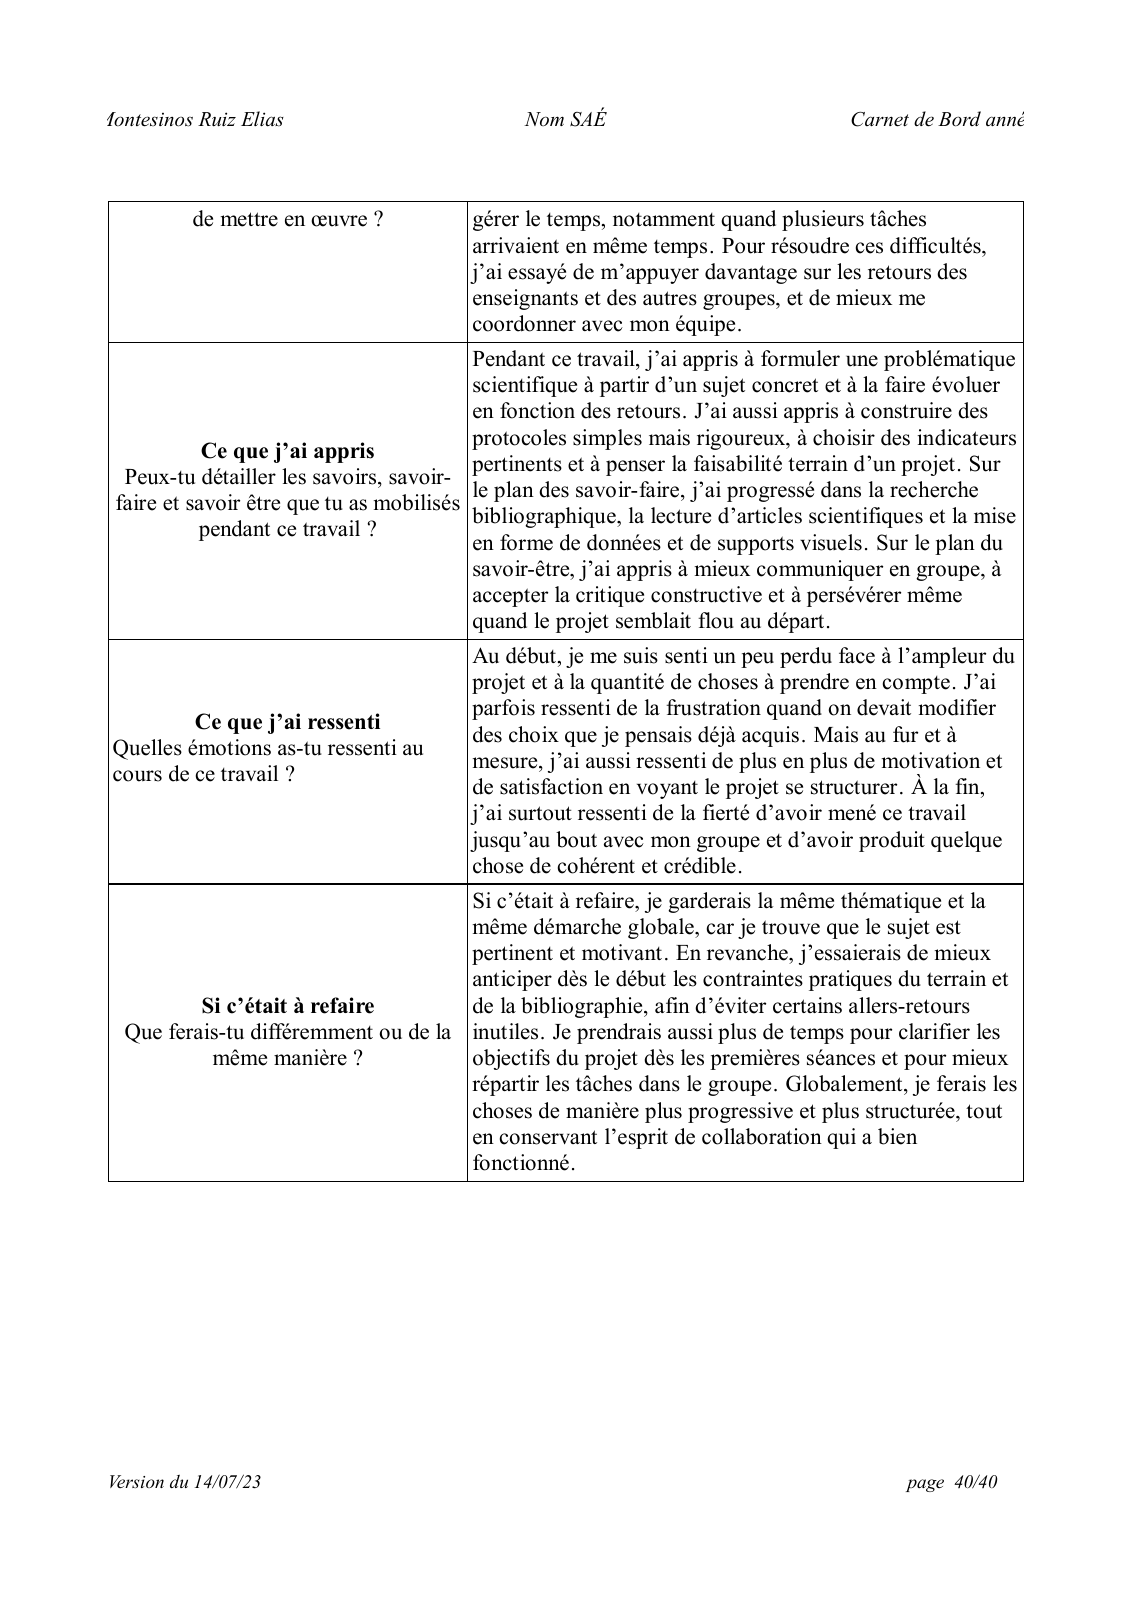 Montesinos Ruiz Elias
Nom SAÉ
Carnet de Bord anné
de mettre en œuvre ?
gérer le temps, notamment quand plusieurs tâches
arrivaient en même temps. Pour résoudre ces difficultés,
j’ai essayé de m’appuyer davantage sur les retours des
enseignants et des autres groupes, et de mieux me
coordonner avec mon équipe.
Ce que j’ai appris
Peux-tu détailler les savoirs, savoir-
faire et savoir être que tu as mobilisés
pendant ce travail ?
Pendant ce travail, j’ai appris à formuler une problématique
scientifique à partir d’un sujet concret et à la faire évoluer
en fonction des retours. J’ai aussi appris à construire des
protocoles simples mais rigoureux, à choisir des indicateurs
pertinents et à penser la faisabilité terrain d’un projet. Sur
le plan des savoir-faire, j’ai progressé dans la recherche
bibliographique, la lecture d’articles scientifiques et la mise
en forme de données et de supports visuels. Sur le plan du
savoir-être, j’ai appris à mieux communiquer en groupe, à
accepter la critique constructive et à persévérer même
quand le projet semblait flou au départ.
Ce que j’ai ressenti
Quelles émotions as-tu ressenti au
cours de ce travail ?
Au début, je me suis senti un peu perdu face à l’ampleur du
projet et à la quantité de choses à prendre en compte. J’ai
parfois ressenti de la frustration quand on devait modifier
des choix que je pensais déjà acquis. Mais au fur et à
mesure, j’ai aussi ressenti de plus en plus de motivation et
de satisfaction en voyant le projet se structurer. À la fin,
j’ai surtout ressenti de la fierté d’avoir mené ce travail
jusqu’au bout avec mon groupe et d’avoir produit quelque
chose de cohérent et crédible.
Si c’était à refaire
Que ferais-tu différemment ou de la
même manière ?
Si c’était à refaire, je garderais la même thématique et la
même démarche globale, car je trouve que le sujet est
pertinent et motivant. En revanche, j’essaierais de mieux
anticiper dès le début les contraintes pratiques du terrain et
de la bibliographie, afin d’éviter certains allers-retours
inutiles. Je prendrais aussi plus de temps pour clarifier les
objectifs du projet dès les premières séances et pour mieux
répartir les tâches dans le groupe. Globalement, je ferais les
choses de manière plus progressive et plus structurée, tout
en conservant l’esprit de collaboration qui a bien
fonctionné.
Version du 14/07/23
page  40/40